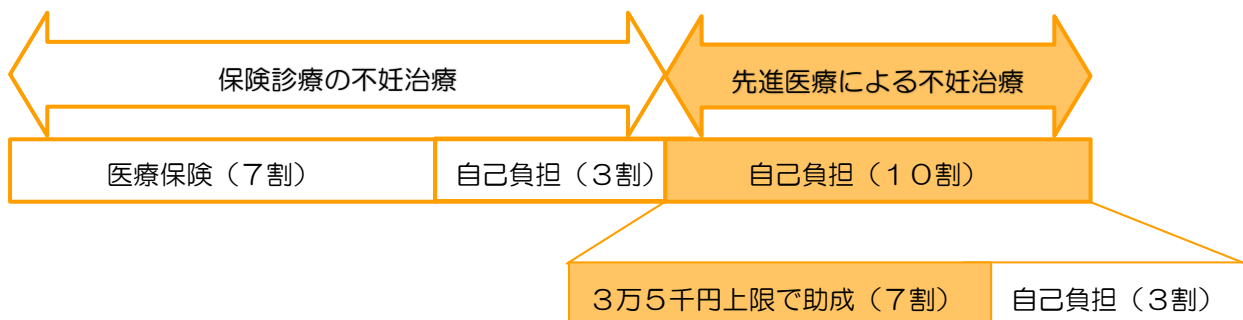 保険診療の不妊治療
先進医療による不妊治療
医療保険（７割）
自己負担（３割）
自己負担（１０割）
３万５千円上限で助成（７割）
自己負担（３割）